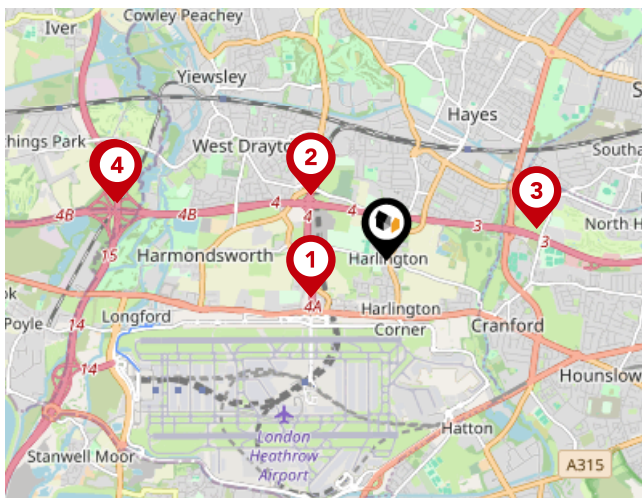 Cowley Peachey
Iver
Yiewsley
Hayes
S
things Park
West Drayto
Southa
4
2
3
4B
4B
4
4
4
3
3
North H
15
Harmondsworth
1
Harlington
4A
Poyle
14
Longford
Harlington
Corner
Cranford
14
Hounslow
London
Heathrow
Airport
Hatton
Stanwell Moor
A315